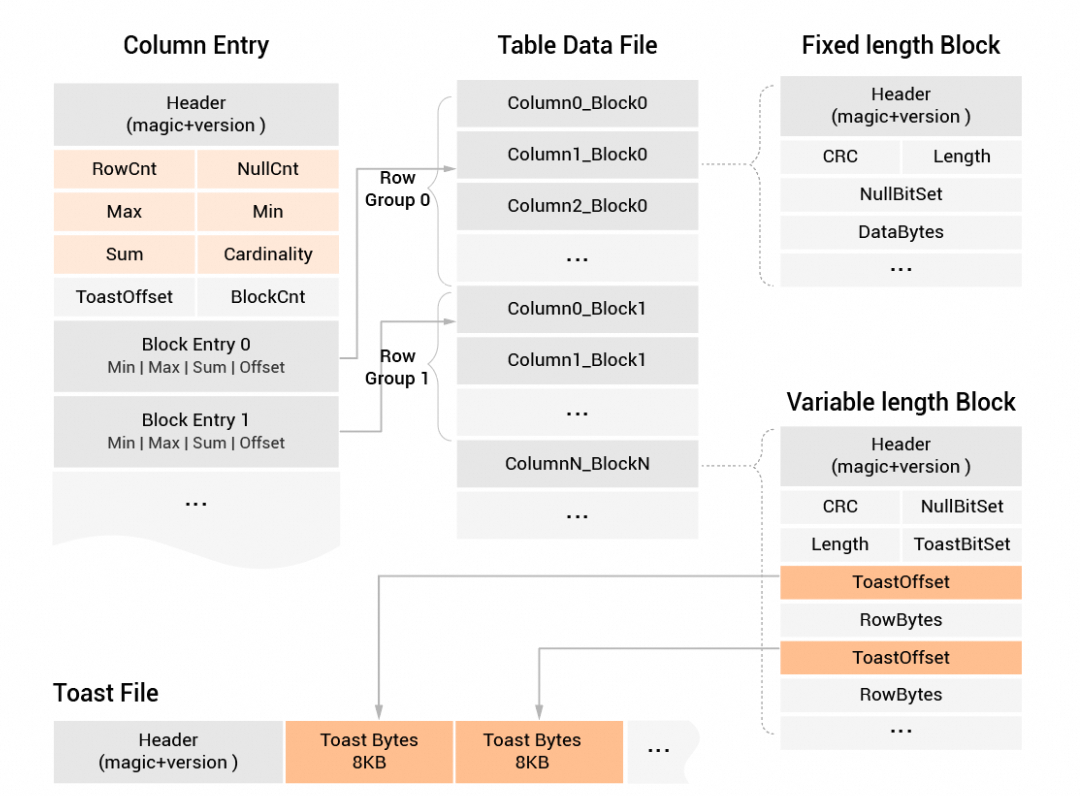 Column Entry
Header
(magic+version )
RowCnt NullCnt
Max Min
Sum Cardinality
ToastOffset BlockCnt
Block Entry 0
Min | Max | Sum | Offset
Block Entry 1
Min | Max | Sum | Offset
...
Row
Group 0
Row
Group 1
Table Data File
Column0_Block0
Column1_Block0
Column2_Block0
...
Column0_Block1
Column1_Block1
...
ColumnN_BlockN
...
Fixed length Block
Header
(magic+version )
CRC Length
NullBitSet
DataBytes
...
Variable length Block
Header
(magic+version )
CRC NullBitSet
Length ToastBitSet
ToastOffset
RowBytes
ToastOffset
RowBytes
...
Toast File
Header
(magic+version )
Toast Bytes
8KB
Toast Bytes
8KB
...